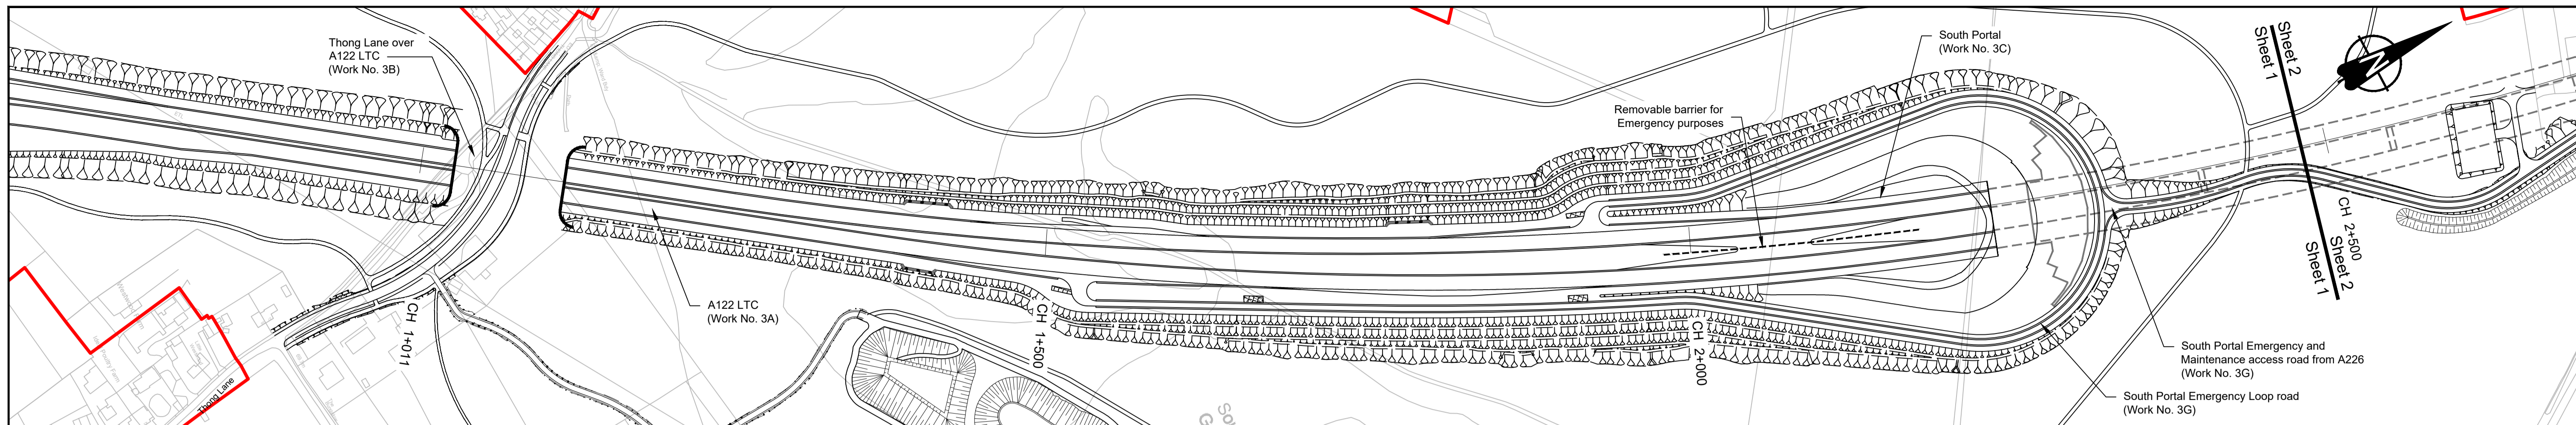 Thong Lane over
A122 LTC
(Work No. 3B)
South Portal
(Work No. 3C)
Sheet 2
Sheet 1
N
Removable barrier for
Emergency purposes
A122 LTC
(Work No. 3A)
CH 1+011
CH 1+500
CH 2+000
CH 2+500
Sheet 2
Sheet 1
South Portal Emergency and
Maintenance access road from A226
(Work No. 3G)
South Portal Emergency Loop road
(Work No. 3G)
Thong Lane